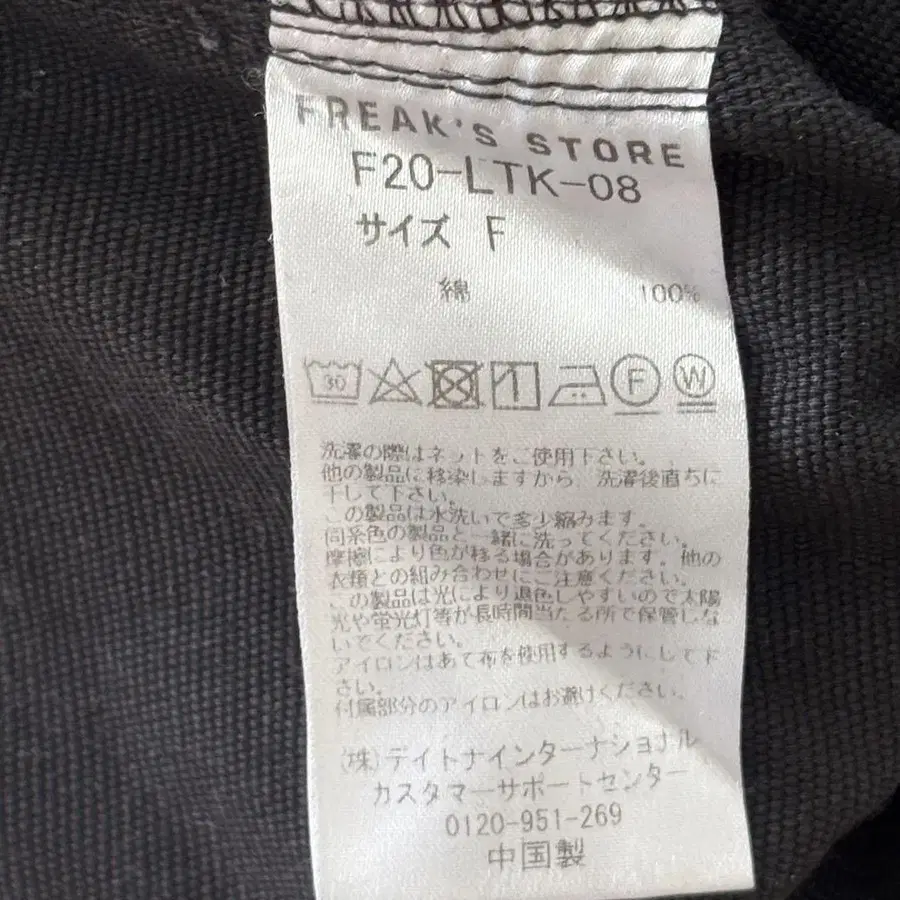 FREAK'S STORE
F20-LTK-08
サイズ F
綿 100%
30 1 F W
洗濯の際はネットをご使用下さい。
他の製品に移染しますから、洗濯後直ちに
干して下さい。
この製品は水洗いで多少縮みます。
同系色の製品と一緒に洗ってください。
摩擦により色が移る場合があります。他の
衣類との組み合わせにご注意ください。
この製品は光により退色しやすいので太陽
光や蛍光灯等が長時間当たる所で保管しな
いでください。
アイロンはあて布を使用するようにして下
さい。
付属部分のアイロンはお避けください。
(株)デイトナインターナショナル
カスタマーサポートセンター
0120-951-269
中国製